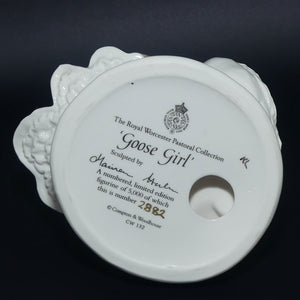 The Royal Worcester Pastoral Collection
'Goose Girl'
Sculpted by
A numbered, limited edition
figurine of 5,000 of which
this is number 2882
© Compton & Woodhouse
CW 132